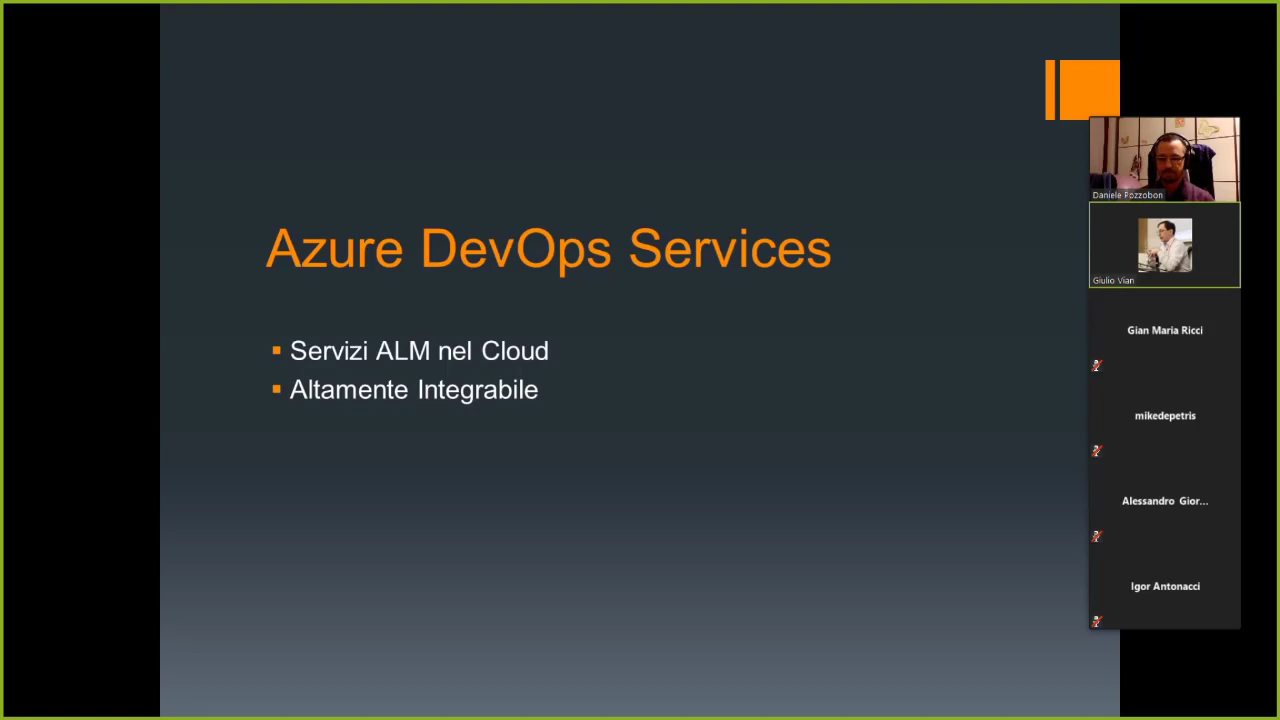 Azure DevOps Services
Servizi ALM nel Cloud
Altamente Integrabile
Daniele Pozzobon
Giulio Vian
Gian Maria Ricci
mikedepetris
Alessandro Gior...
Igor Antonacci